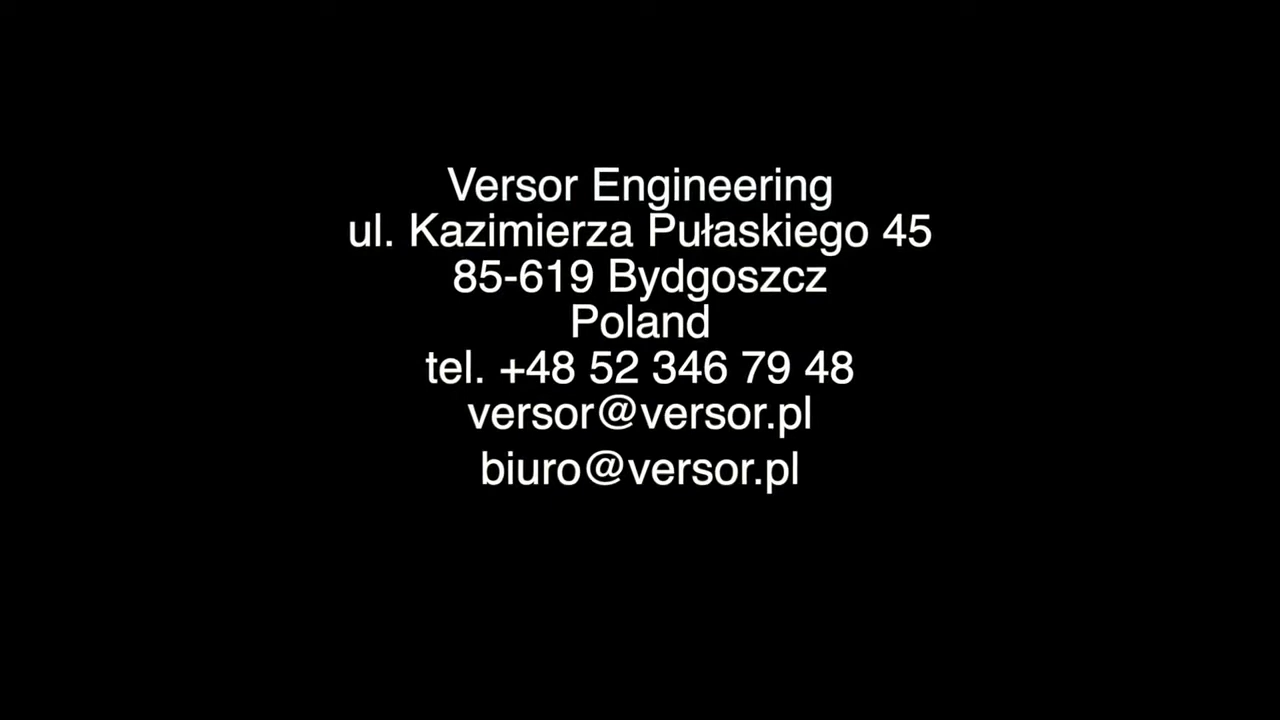 Versor Engineering
ul. Kazimierza Pułaskiego 45
85-619 Bydgoszcz
Poland
tel. +48 52 346 79 48
versor@versor.pl
biuro@versor.pl